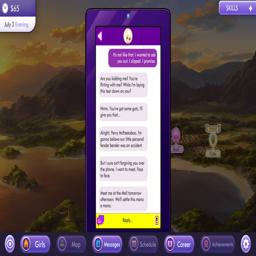 $65
SKILLS
July 3 Evening
It's not like that. I wanted to ask
you out. I slipped. I promise.
Are you kidding me? You're
flirting with me? While I'm laying
this tear down on you?
Wow. You've got some guts, I'll
give you that...
Alright, Perry McPeekaboo, I'm
gonna believe our little personal
fender bender was an accident.
But I sure ain't forgiving you over
the phone. I want to meet. Face
to face.
Meet me at the Mall tomorrow
afternoon. We'll settle this mano
a mano.
Reply...
Girls
Map
Messages
Schedule
Career
Achievements